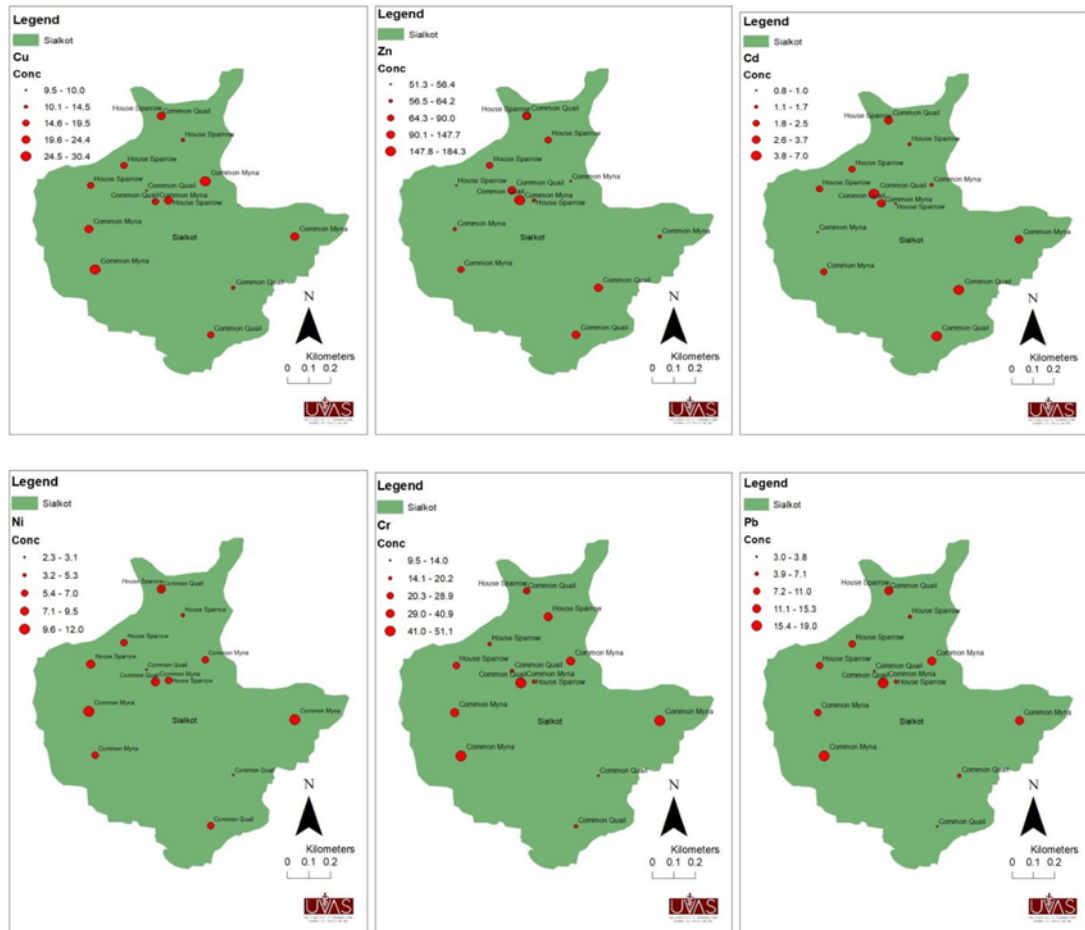 Legend
Sialkot
Cu
Conc
9.5 - 10.0
10.1 - 14.5
14.6 - 19.5
19.6 - 24.4
24.5 - 30.4
House Sparrow
Common Quail
House Sparrow
House Sparrow
Common Myna
House Sparrow
Common Quail
Common Quail
Common Myna
House Sparrow
Common Myna
Sialkot
Common Myna
Common Myna
Common Quail
Common Quail
N
Kilometers
0 0.1 0.2
UVAS
Legend
Sialkot
Zn
Conc
51.3 - 56.4
56.5 - 64.2
64.3 - 90.0
90.1 - 147.7
147.8 - 184.3
House Sparrow
Common Quail
House Sparrow
House Sparrow
Common Myna
House Sparrow
Common Quail
Common Quail
Common Myna
House Sparrow
Common Myna
Sialkot
Common Myna
Common Myna
Common Quail
Common Quail
N
Kilometers
0 0.1 0.2
UVAS
Legend
Sialkot
Cd
Conc
0.8 - 1.0
1.1 - 1.7
1.8 - 2.5
2.6 - 3.7
3.8 - 7.0
House Sparrow
Common Quail
House Sparrow
House Sparrow
Common Myna
House Sparrow
Common Quail
Common Quail
Common Myna
House Sparrow
Common Myna
Sialkot
Common Myna
Common Myna
Common Quail
Common Quail
N
Kilometers
0 0.1 0.2
UVAS
Legend
Sialkot
Ni
Conc
2.3 - 3.1
3.2 - 5.3
5.4 - 7.0
7.1 - 9.5
9.6 - 12.0
House Sparrow
Common Quail
House Sparrow
House Sparrow
Common Myna
House Sparrow
Common Quail
Common Quail
Common Myna
House Sparrow
Common Myna
Sialkot
Common Myna
Common Myna
Common Quail
Common Quail
N
Kilometers
0 0.1 0.2
UVAS
Legend
Sialkot
Cr
Conc
9.5 - 14.0
14.1 - 20.2
20.3 - 28.9
29.0 - 40.9
41.0 - 51.1
House Sparrow
Common Quail
House Sparrow
House Sparrow
Common Myna
House Sparrow
Common Quail
Common Quail
Common Myna
House Sparrow
Common Myna
Sialkot
Common Myna
Common Myna
Common Quail
Common Quail
N
Kilometers
0 0.1 0.2
UVAS
Legend
Sialkot
Pb
Conc
3.0 - 3.8
3.9 - 7.1
7.2 - 11.0
11.1 - 15.3
15.4 - 19.0
House Sparrow
Common Quail
House Sparrow
House Sparrow
Common Myna
House Sparrow
Common Quail
Common Quail
Common Myna
House Sparrow
Common Myna
Sialkot
Common Myna
Common Myna
Common Quail
Common Quail
N
Kilometers
0 0.1 0.2
UVAS